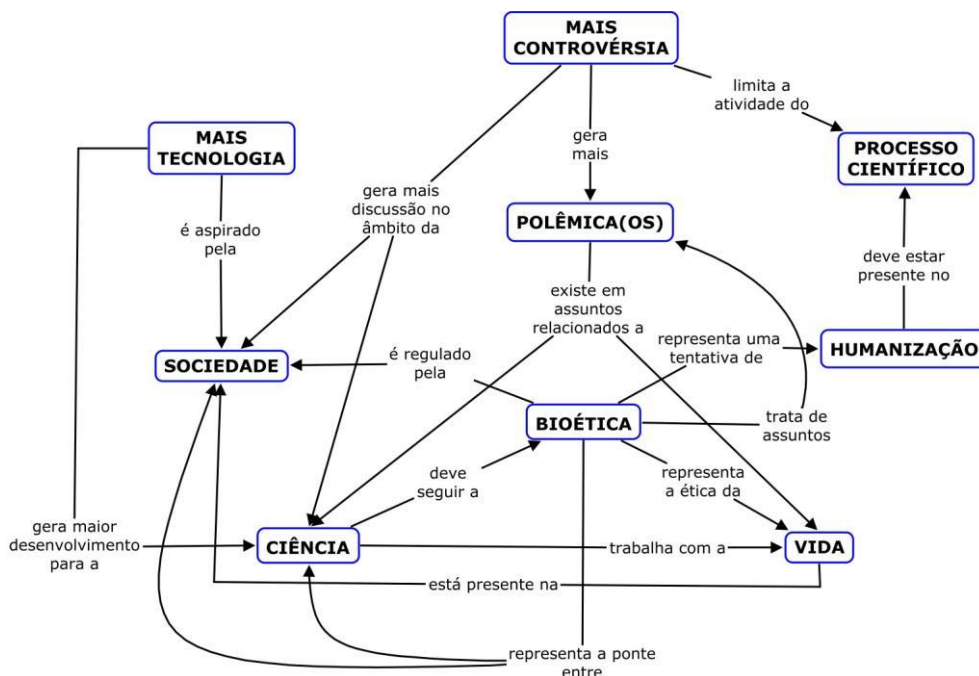 MAIS
CONTROVÉRSIA
limita a
atividade do
MAIS
TECNOLOGIA
gera
mais
PROCESSO
CIENTÍFICO
gera mais
discussão no
âmbito da
é aspirado
pela
POLÊMICA(OS)
deve estar
presente no
existe em
assuntos
relacionados a
representa uma
tentativa de
HUMANIZAÇÃO
SOCIEDADE
é regulado
pela
BIOÉTICA
trata de
assuntos
deve
seguir a
representa
a ética da
gera maior
desenvolvimento
para a
CIÊNCIA
trabalha com a
VIDA
está presente na
representa a ponte
entre